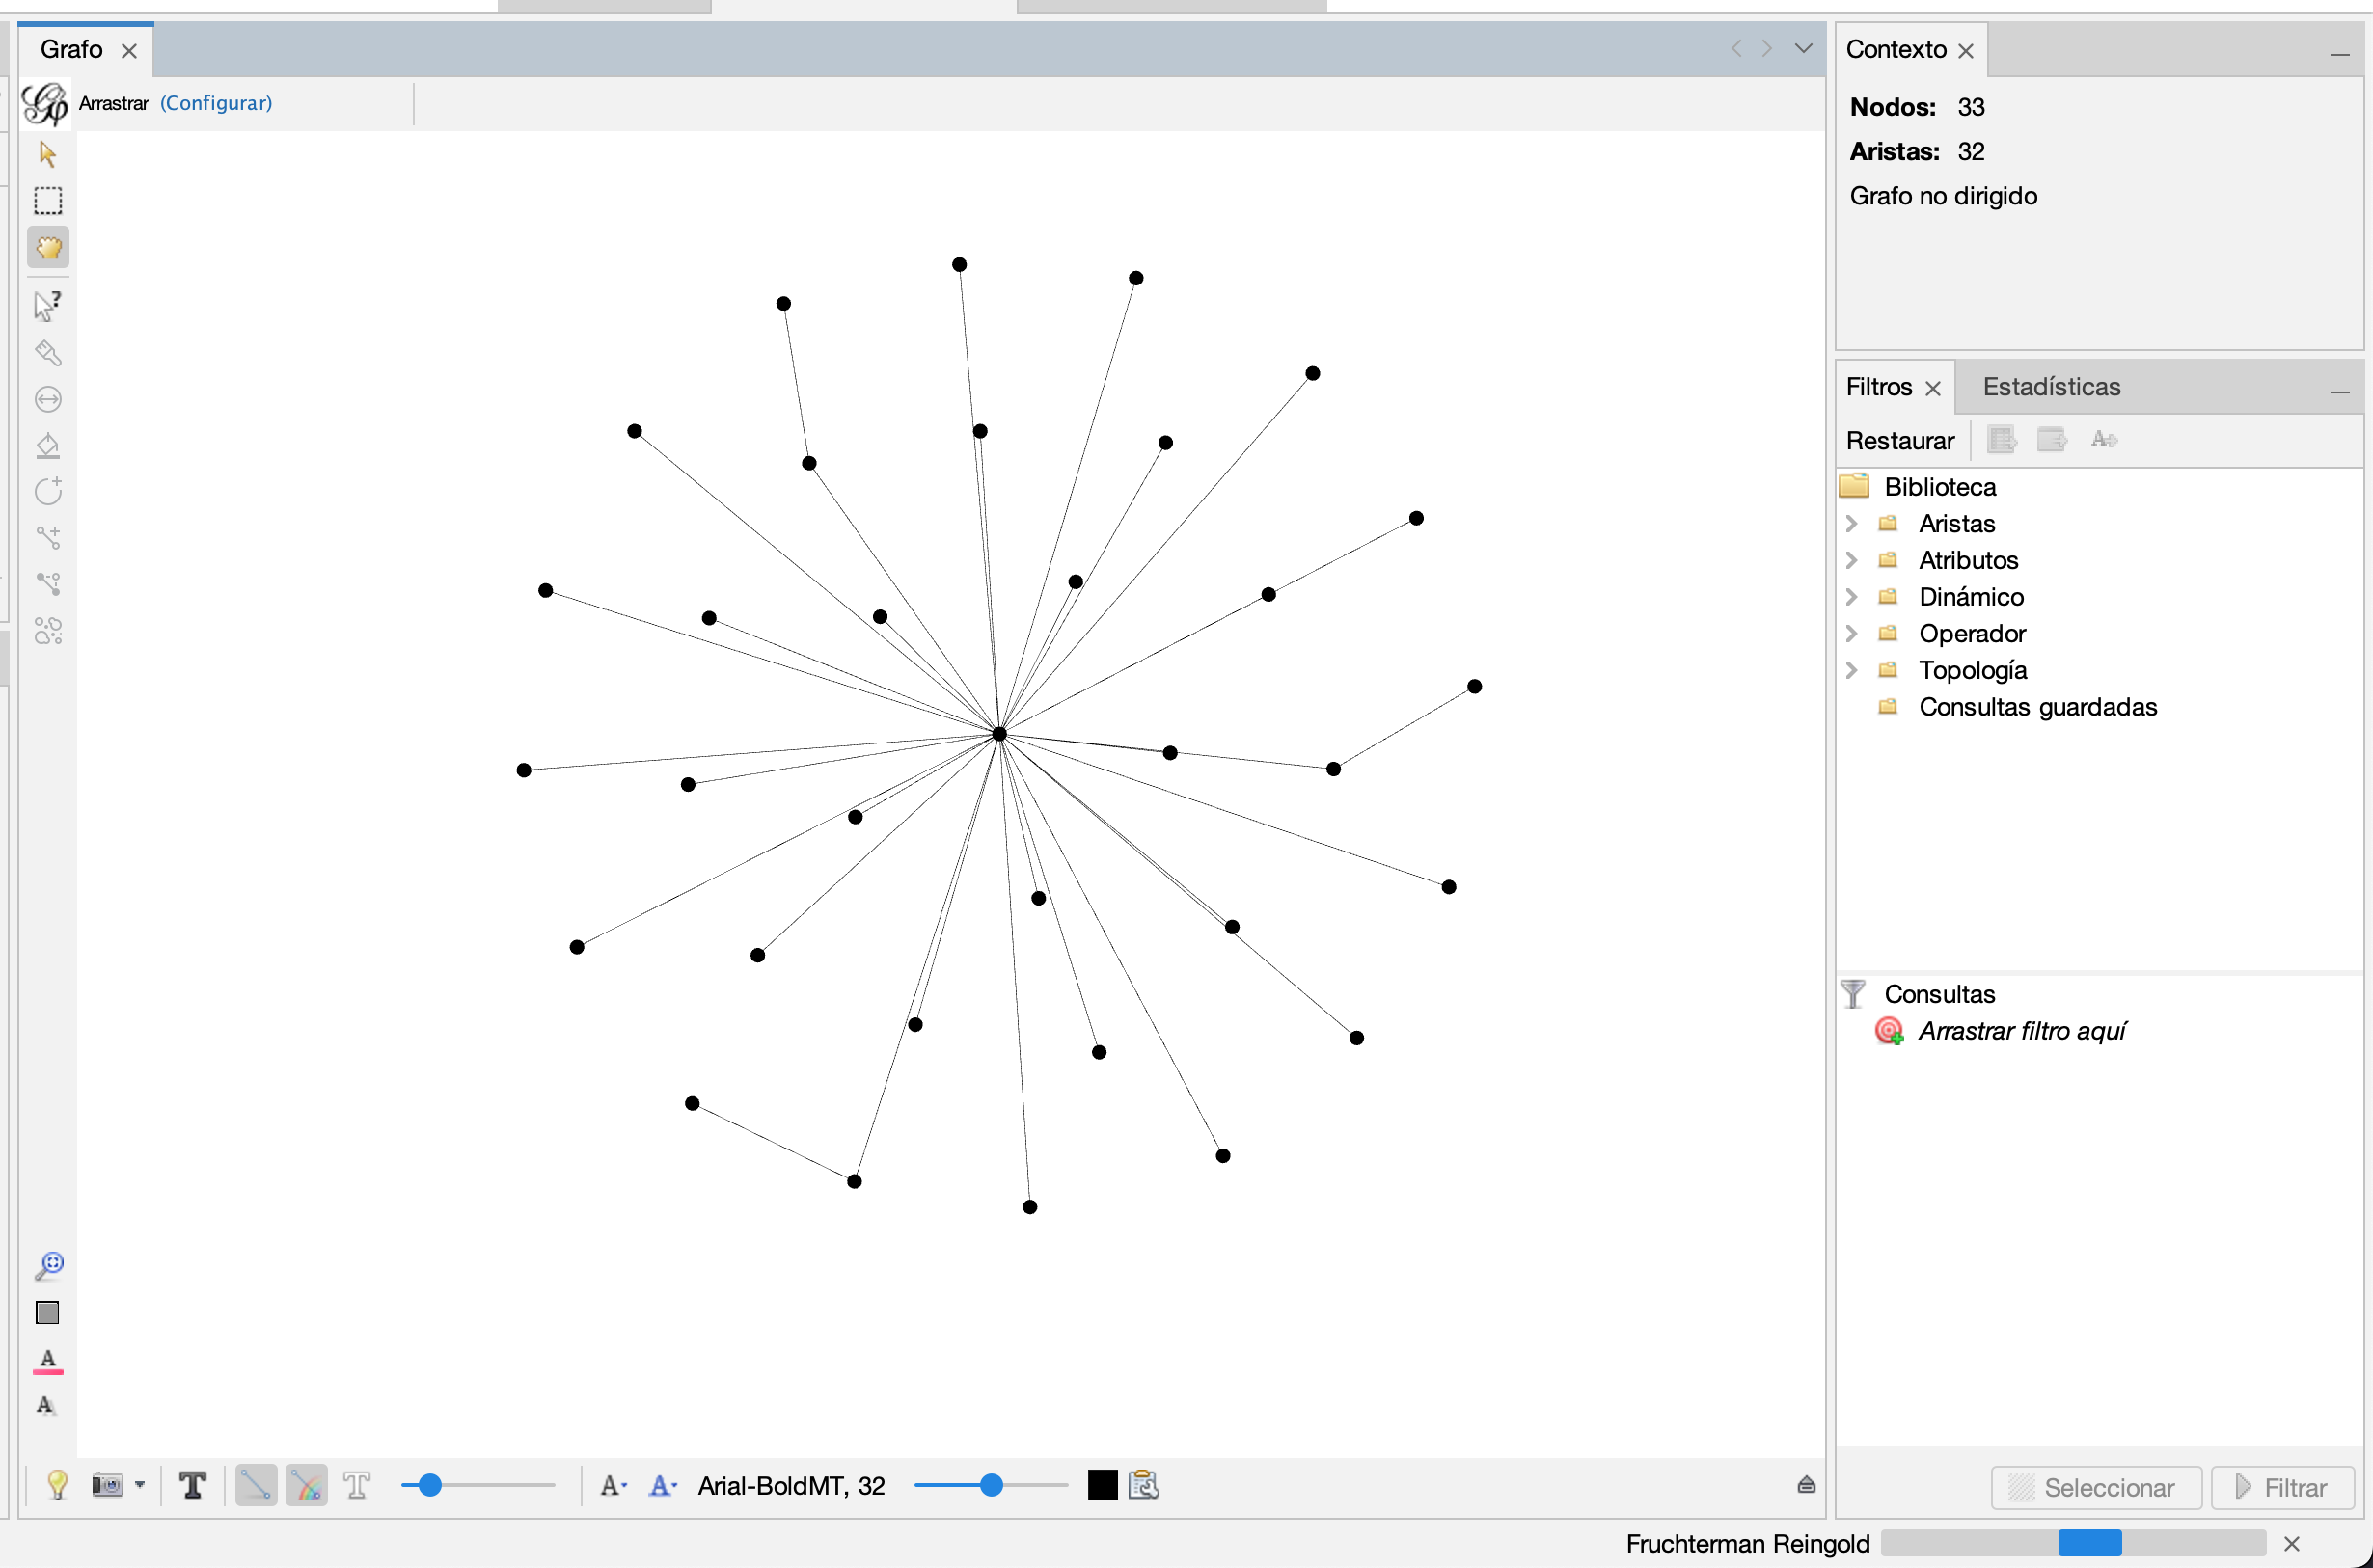 Grafo
Arrastrar (Configurar)
Contexto
Nodos: 33
Aristas: 32
Grafo no dirigido
Filtros
Estadísticas
Restaurar
Biblioteca
Aristas
Atributos
Dinámico
Operador
Topología
Consultas guardadas
Consultas
Arrastrar filtro aquí
Seleccionar
Filtrar
Arial-BoldMT, 32
Fruchterman Reingold